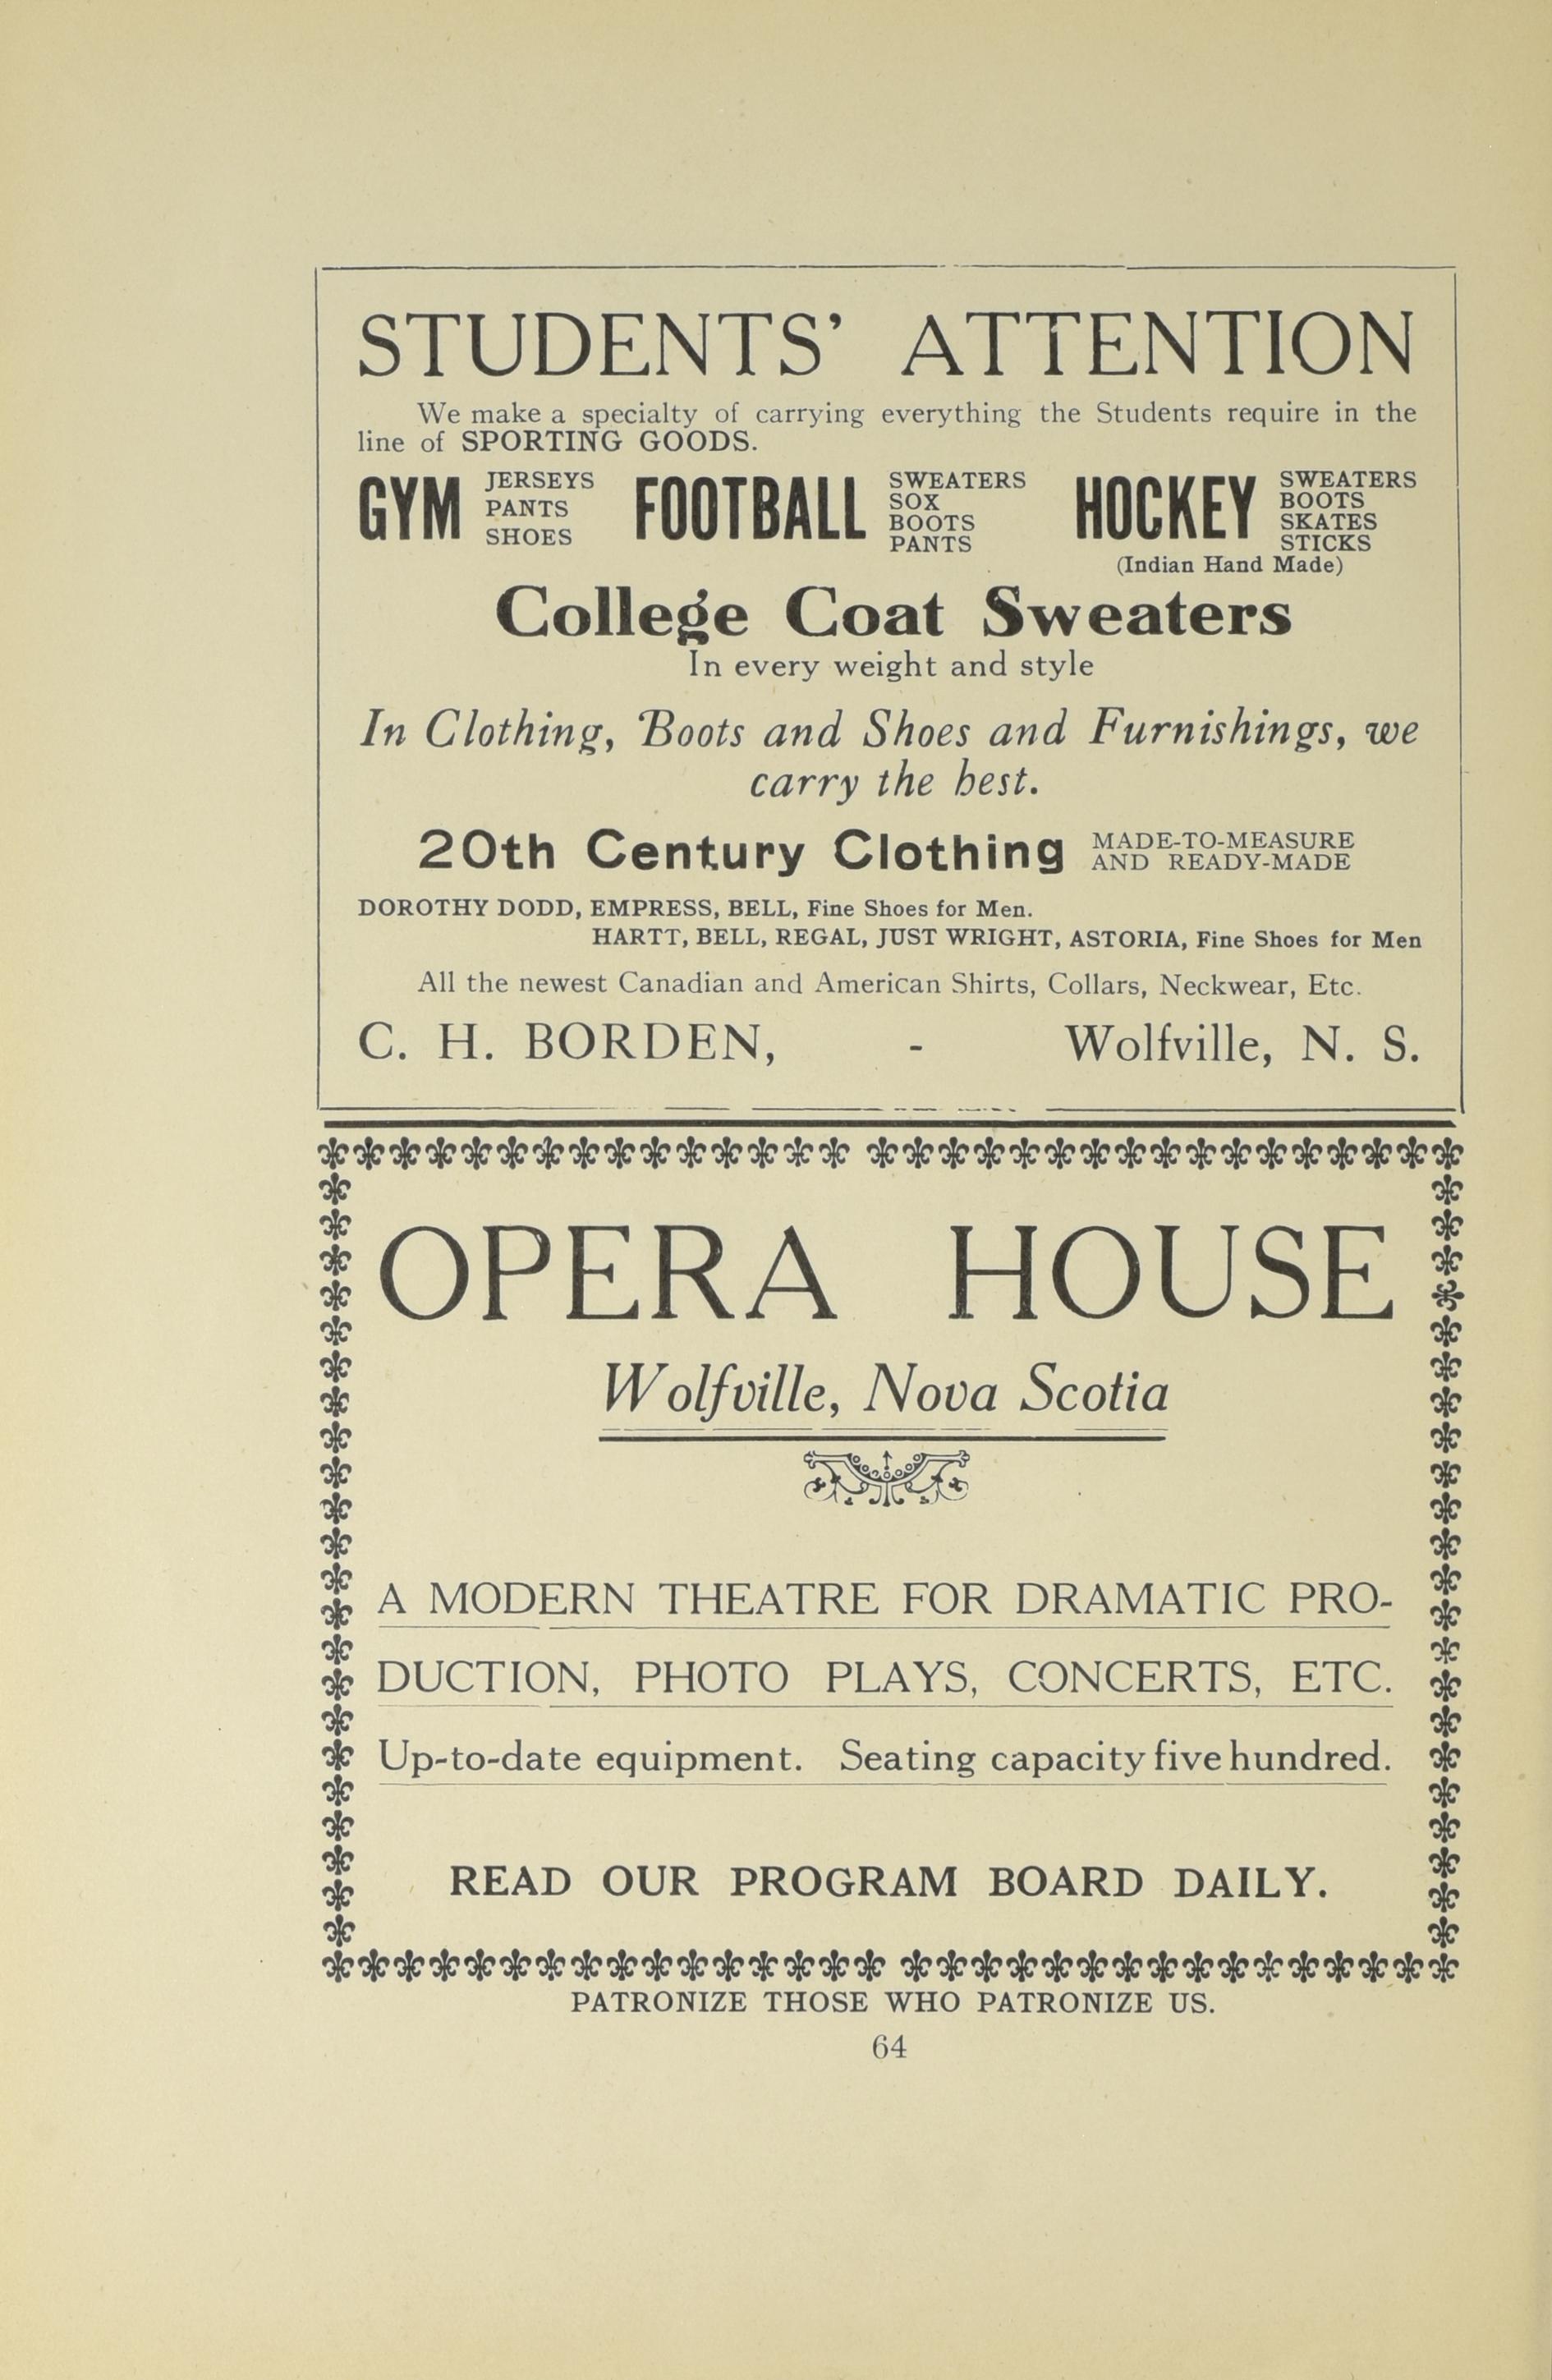 STUDENTS’ ATTENTION
We make a specialty of carrying everything the Students require in the
line of SPORTING GOODS.
GYM
JERSEYS
PANTS
SHOES
FOOTBALL
SWEATERS
SOX
BOOTS
PANTS
HOCKEY
SWEATERS
BOOTS
SKATES
STICKS
(Indian Hand Made)
College Coat Sweaters
In every weight and style
In Clothing, Boots and Shoes and Furnishings, we
carry the best.
20th Century Clothing
MADE-TO-MEASURE
AND READY-MADE
DOROTHY DODD, EMPRESS, BELL, Fine Shoes for Men.
HARTT, BELL, REGAL, JUST WRIGHT, ASTORIA, Fine Shoes for Men
All the newest Canadian and American Shirts, Collars, Neckwear, Etc.
C. H. BORDEN, - Wolfville, N. S.
OPERA HOUSE
Wolfville, Nova Scotia
A MODERN THEATRE FOR DRAMATIC PRO-
DUCTION, PHOTO PLAYS, CONCERTS, ETC.
Up-to-date equipment. Seating capacity five hundred.
READ OUR PROGRAM BOARD DAILY.
PATRONIZE THOSE WHO PATRONIZE US.
64